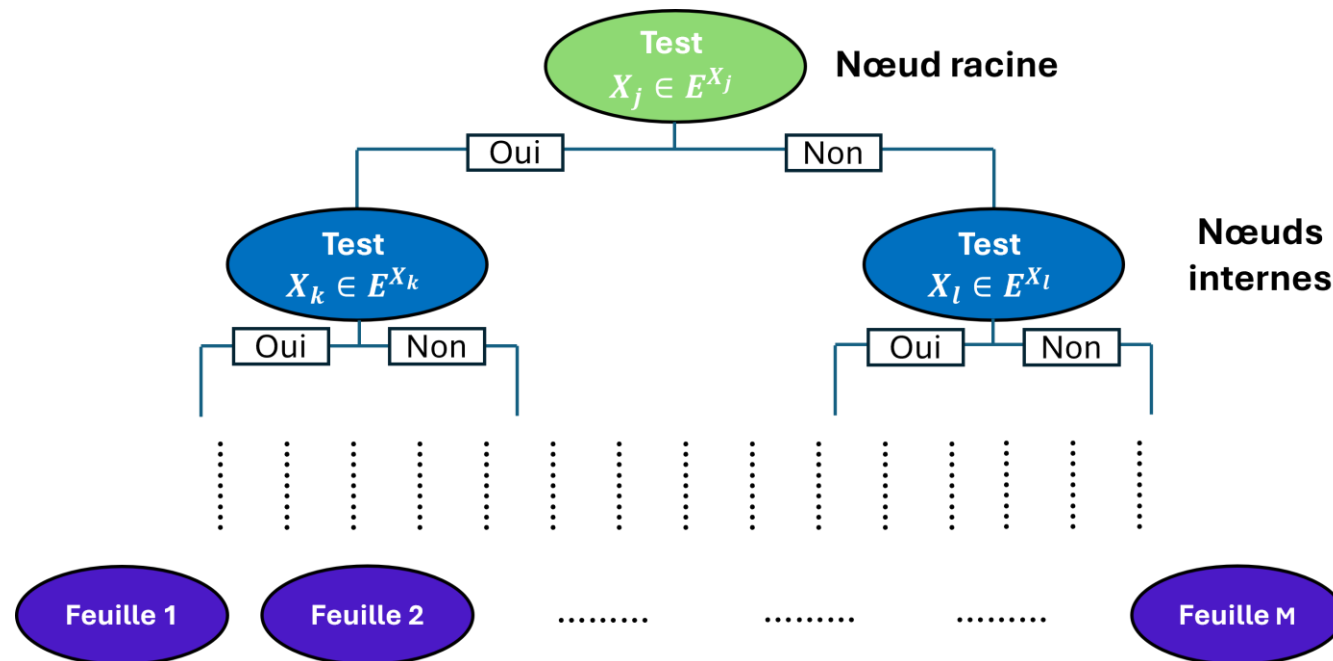 Test
Nœud racine
𝑿ⱼ ∈ 𝑬^{𝑿ⱼ}
Oui
Non
Test
𝑿ₖ ∈ 𝑬^{𝑿ₖ}
Test
𝑿ₗ ∈ 𝑬^{𝑿ₗ}
Nœuds
internes
Oui
Non
Oui
Non
Feuille 1
Feuille 2
.........
.........
.........
Feuille M